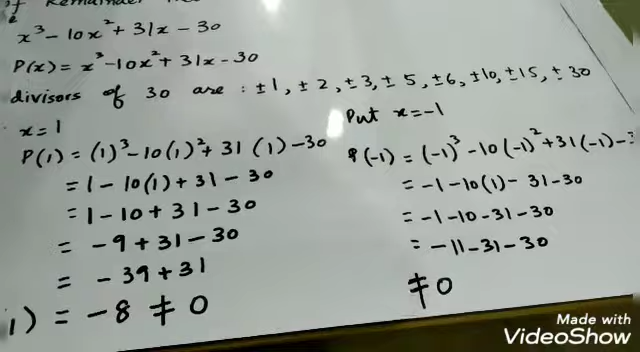 if Remainder
x³ - 10x² + 31x - 30
P(x) = x³ - 10x² + 31x - 30
divisors of 30 are : ±1, ±2, ±3, ±5, ±6, ±10, ±15, ±30
x = 1
P(1) = (1)³ - 10(1)² + 31 (1) - 30
= 1 - 10(1) + 31 - 30
= 1 - 10 + 31 - 30
= -9 + 31 - 30
= -39 + 31
1) = -8 ≠ 0
Put x = -1
P(-1) = (-1)³ - 10(-1)² + 31(-1) -
= -1 - 10(1) - 31 - 30
= -1 - 10 - 31 - 30
= -11 - 31 - 30
≠ 0
Made with
VideoShow